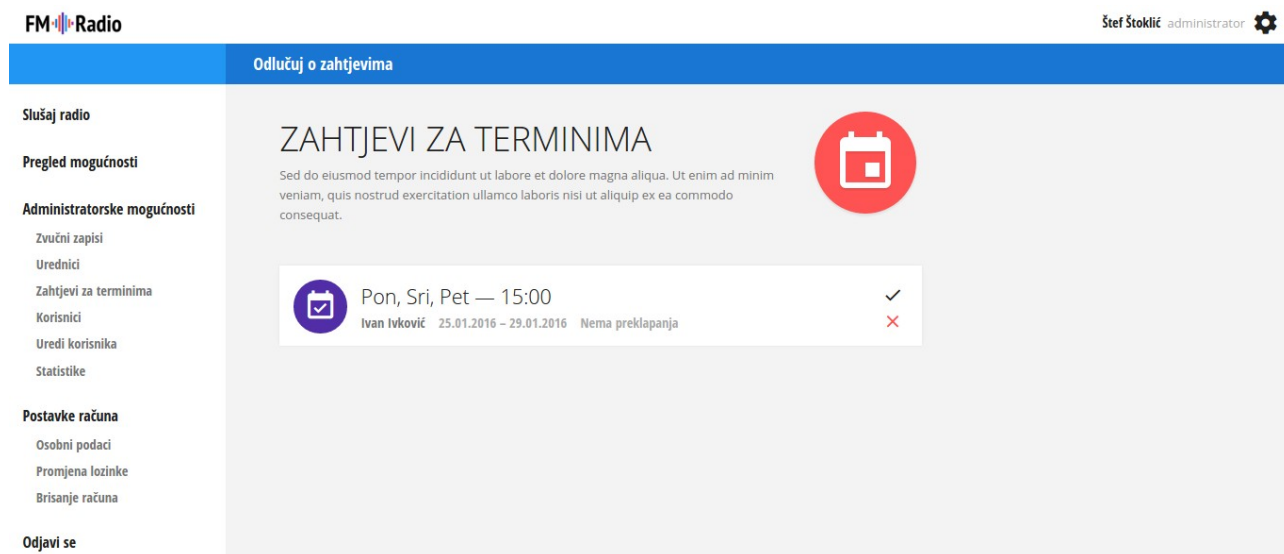 FM Radio
Štef Štoklić administrator
Odlučuj o zahtjevima
Slušaj radio
Pregled mogućnosti
Administratorske mogućnosti
Zvučni zapisi
Urednici
Zahtjevi za terminima
Korisnici
Uredi korisnika
Statistike
Postavke računa
Osobni podaci
Promjena lozinke
Brisanje računa
Odjavi se
ZAHTJEVI ZA TERMINIMA
Sed do eiusmod tempor incididunt ut labore et dolore magna aliqua. Ut enim ad minim
veniam, quis nostrud exercitation ullamco laboris nisi ut aliquip ex ea commodo
consequat.
Pon, Sri, Pet — 15:00
Ivan Ivković 25.01.2016 – 29.01.2016 Nema preklapanja